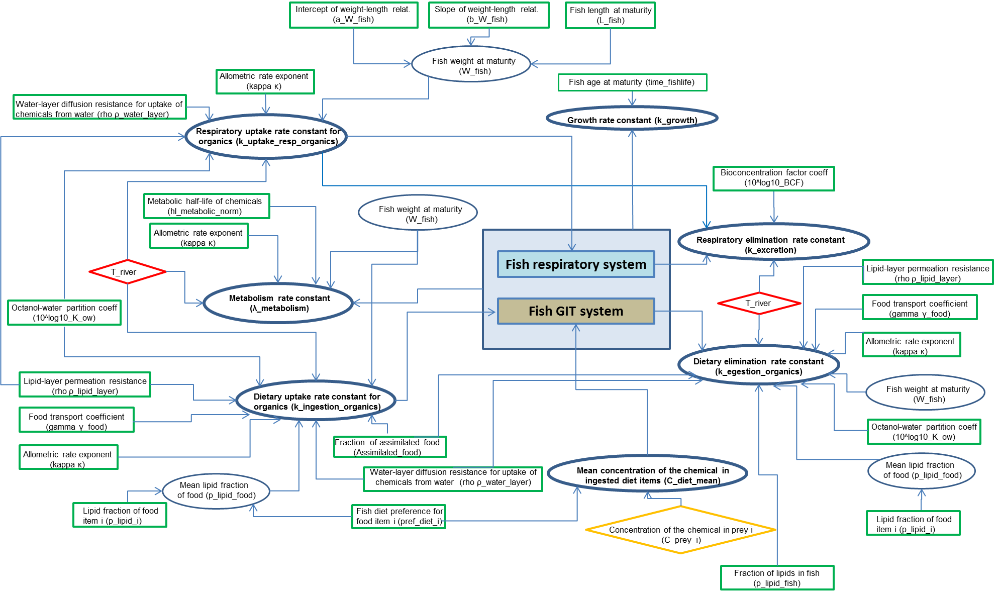 Intercept of weight-length relat.
(a_W_fish)
Slope of weight-length relat.
(b_W_fish)
Fish length at maturity
(L_fish)
Fish weight at maturity
(W_fish)
Allometric rate exponent
(kappa κ)
Fish age at maturity (time_fishlife)
Water-layer diffusion resistance for uptake of
chemicals from water (rho ρ_water_layer)
Growth rate constant (k_growth)
Respiratory uptake rate constant for
organics (k_uptake_resp_organics)
Bioconcentration factor coeff
(10^log10_BCF)
Metabolic half-life of chemicals
(hl_metabolic_norm)
Fish weight at maturity
(W_fish)
Allometric rate exponent
(kappa κ)
Respiratory elimination rate constant
(k_excretion)
Fish respiratory system
T_river
Lipid-layer permeation resistance
(rho ρ_lipid_layer)
Metabolism rate constant
(λ_metabolism)
Fish GIT system
T_river
Food transport coefficient
(gamma γ_food)
Octanol-water partition coeff
(10^log10_K_ow)
Allometric rate exponent
(kappa κ)
Dietary elimination rate constant
(k_egestion_organics)
Lipid-layer permeation resistance
(rho ρ_lipid_layer)
Dietary uptake rate constant for
organics (k_ingestion_organics)
Fish weight at maturity
(W_fish)
Food transport coefficient
(gamma γ_food)
Octanol-water partition coeff
(10^log10_K_ow)
Fraction of assimilated food
(Assimilated_food)
Allometric rate exponent
(kappa κ)
Water-layer diffusion resistance for uptake of
chemicals from water (rho ρ_water_layer)
Mean concentration of the chemical in
ingested diet items (C_diet_mean)
Mean lipid fraction
of food (p_lipid_food)
Mean lipid fraction
of food (p_lipid_food)
Lipid fraction of food
item i (p_lipid_i)
Fish diet preference for
food item i (pref_diet_i)
Concentration of the chemical in prey i
(C_prey_i)
Lipid fraction of food
item i (p_lipid_i)
Fraction of lipids in fish
(p_lipid_fish)